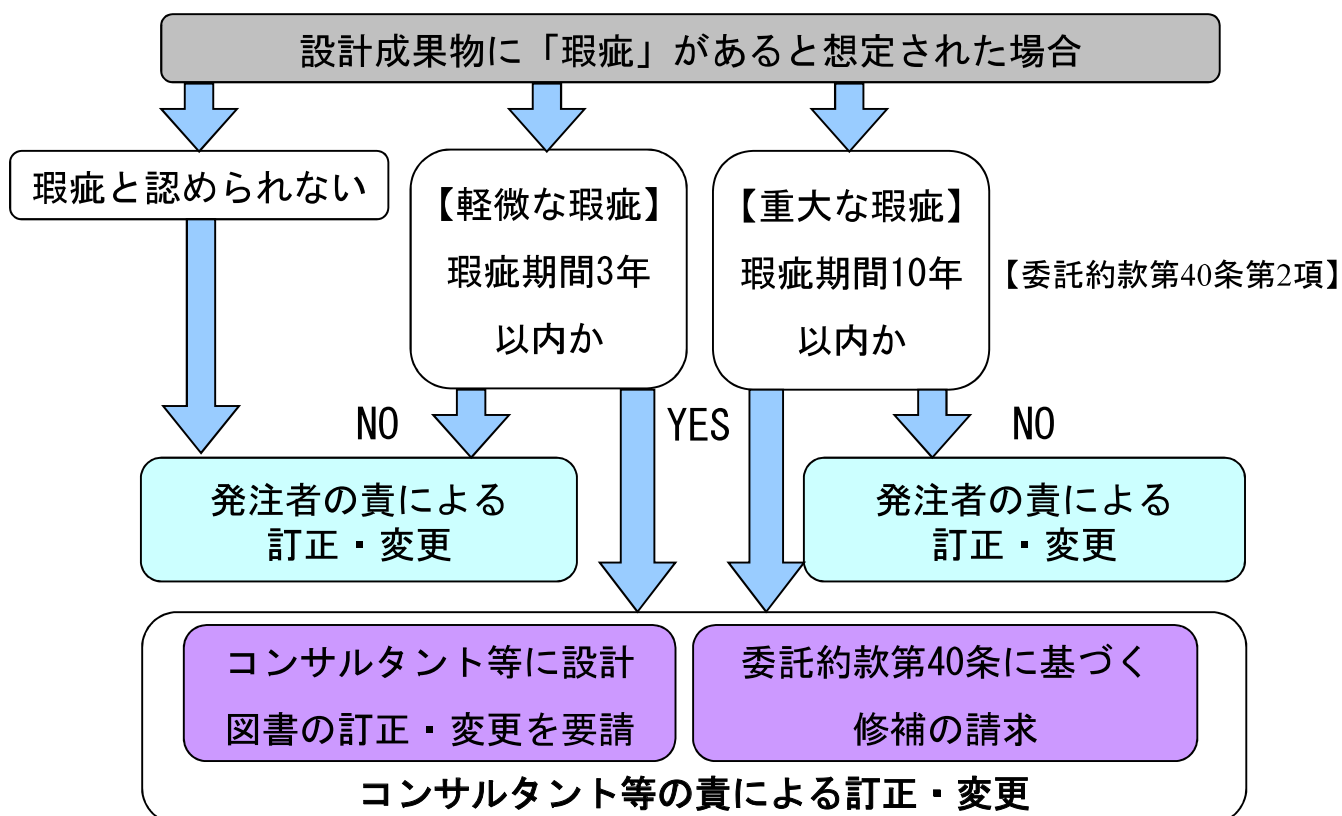 設計成果物に「瑕疵」があると想定された場合
瑕疵と認められない
【軽微な瑕疵】
瑕疵期間3年
以内か
【重大な瑕疵】
瑕疵期間10年
以内か
【委託約款第40条第2項】
NO
YES
NO
発注者の責による
訂正・変更
発注者の責による
訂正・変更
コンサルタント等に設計
図書の訂正・変更を要請
委託約款第40条に基づく
修補の請求
コンサルタント等の責による訂正・変更